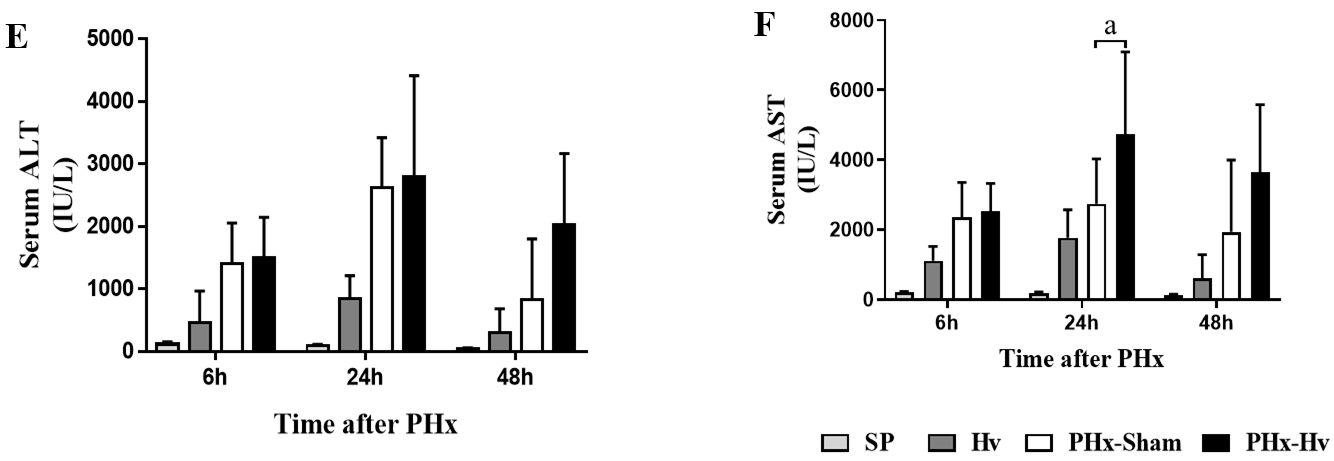 E
5000
4000
3000
2000
1000
0
Serum ALT
(IU/L)
6h 24h 48h
Time after PHx
F
8000
6000
4000
2000
0
Serum AST
(IU/L)
a
6h 24h 48h
Time after PHx
SP Hv PHx-Sham PHx-Hv